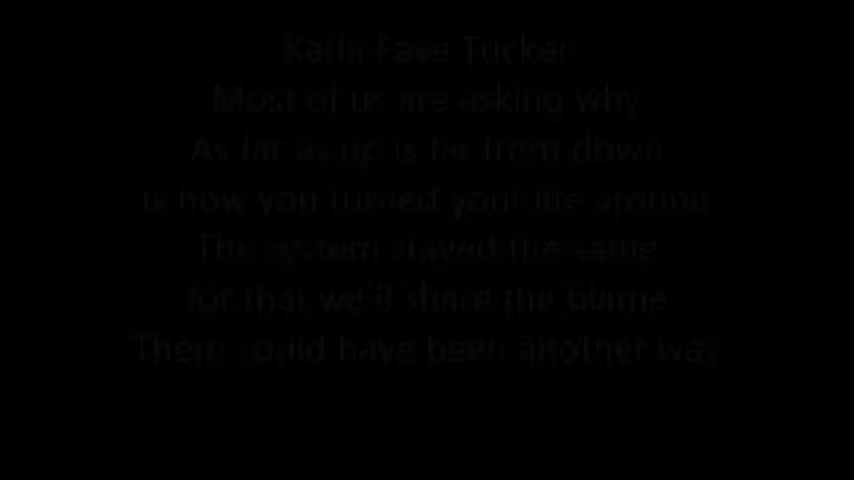 Karla Faye Tucker
Most of us are asking why
As far as up is far from down
is how you turned your life around
The system stayed the same
for that we'll share the blame
There could have been another way